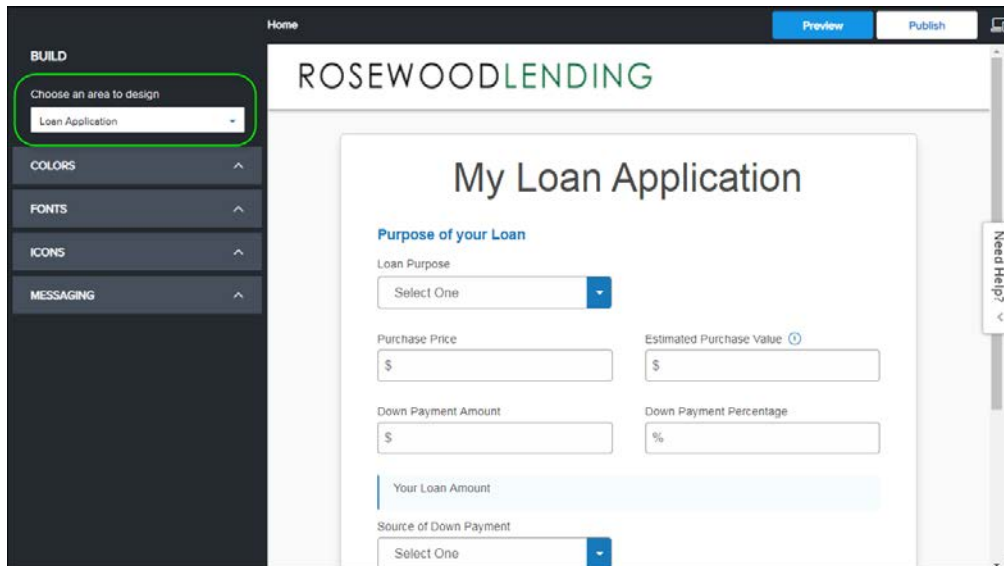 Home
Preview
Publish
BUILD
Choose an area to design
Loan Application
COLORS
FONTS
ICONS
MESSAGING
ROSEWOODLENDING
My Loan Application
Purpose of your Loan
Loan Purpose
Select One
Purchase Price
Estimated Purchase Value
$
$
Down Payment Amount
Down Payment Percentage
$
%
Your Loan Amount
Source of Down Payment
Select One
Need Help?